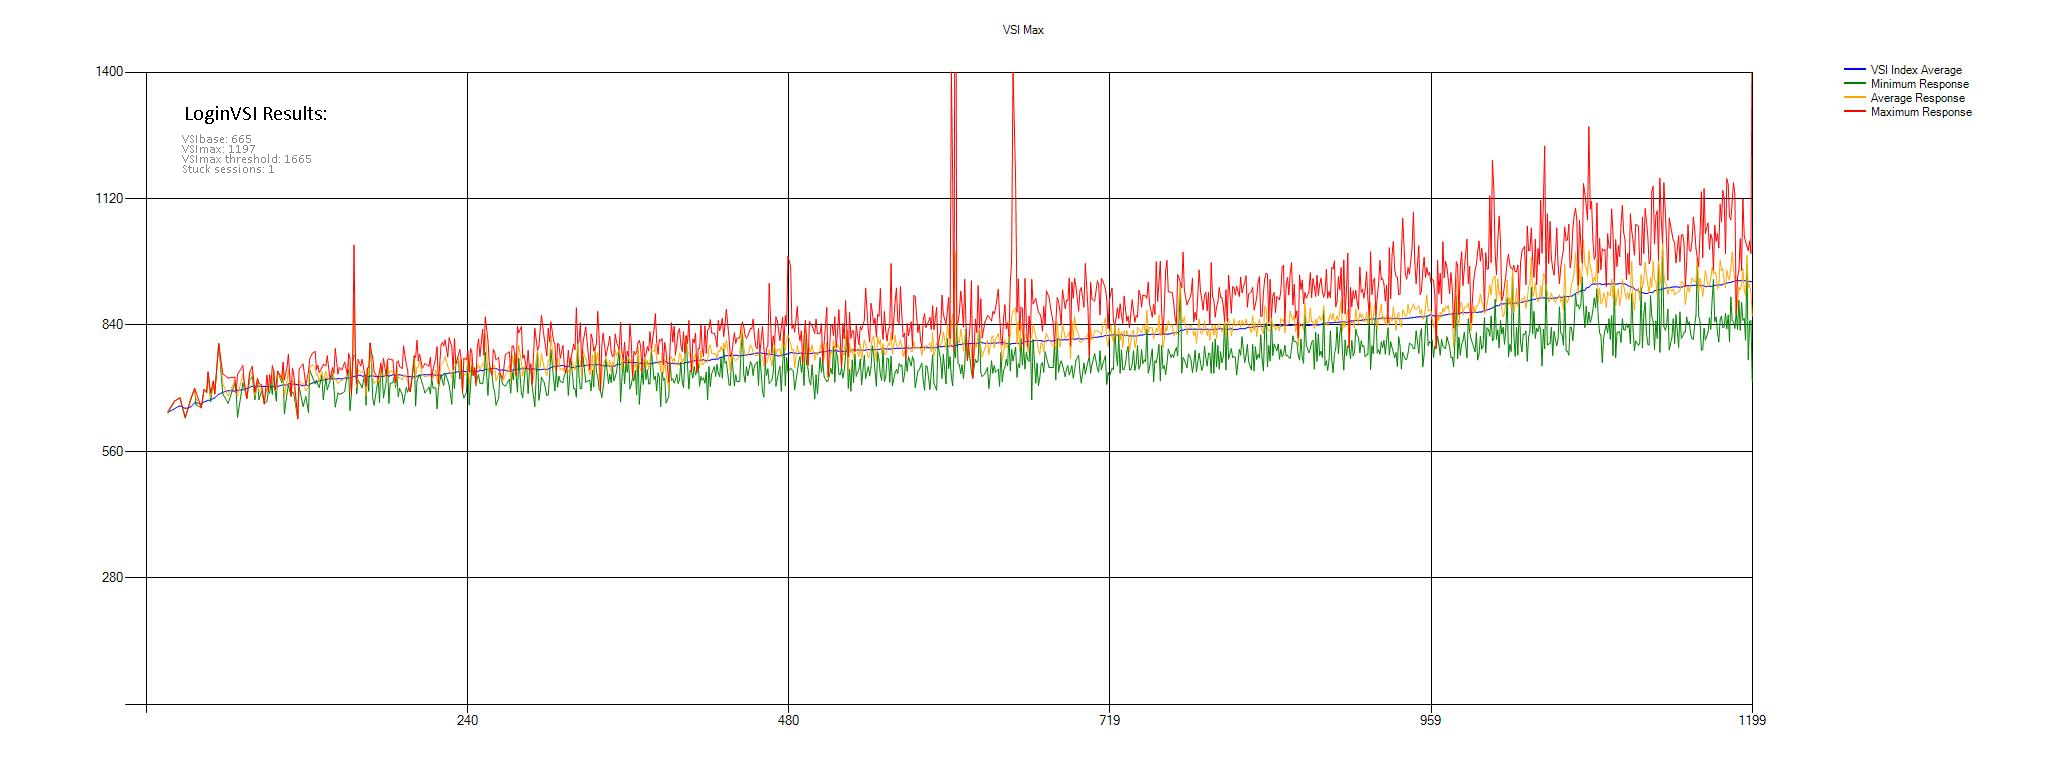 VSI Max
1400
1120
840
560
280
240
480
719
959
1199
LoginVSI Results:
VSIbase: 665
VSImax: 1197
VSImax threshold: 1665
Stuck sessions: 1
VSI Index Average
Minimum Response
Average Response
Maximum Response